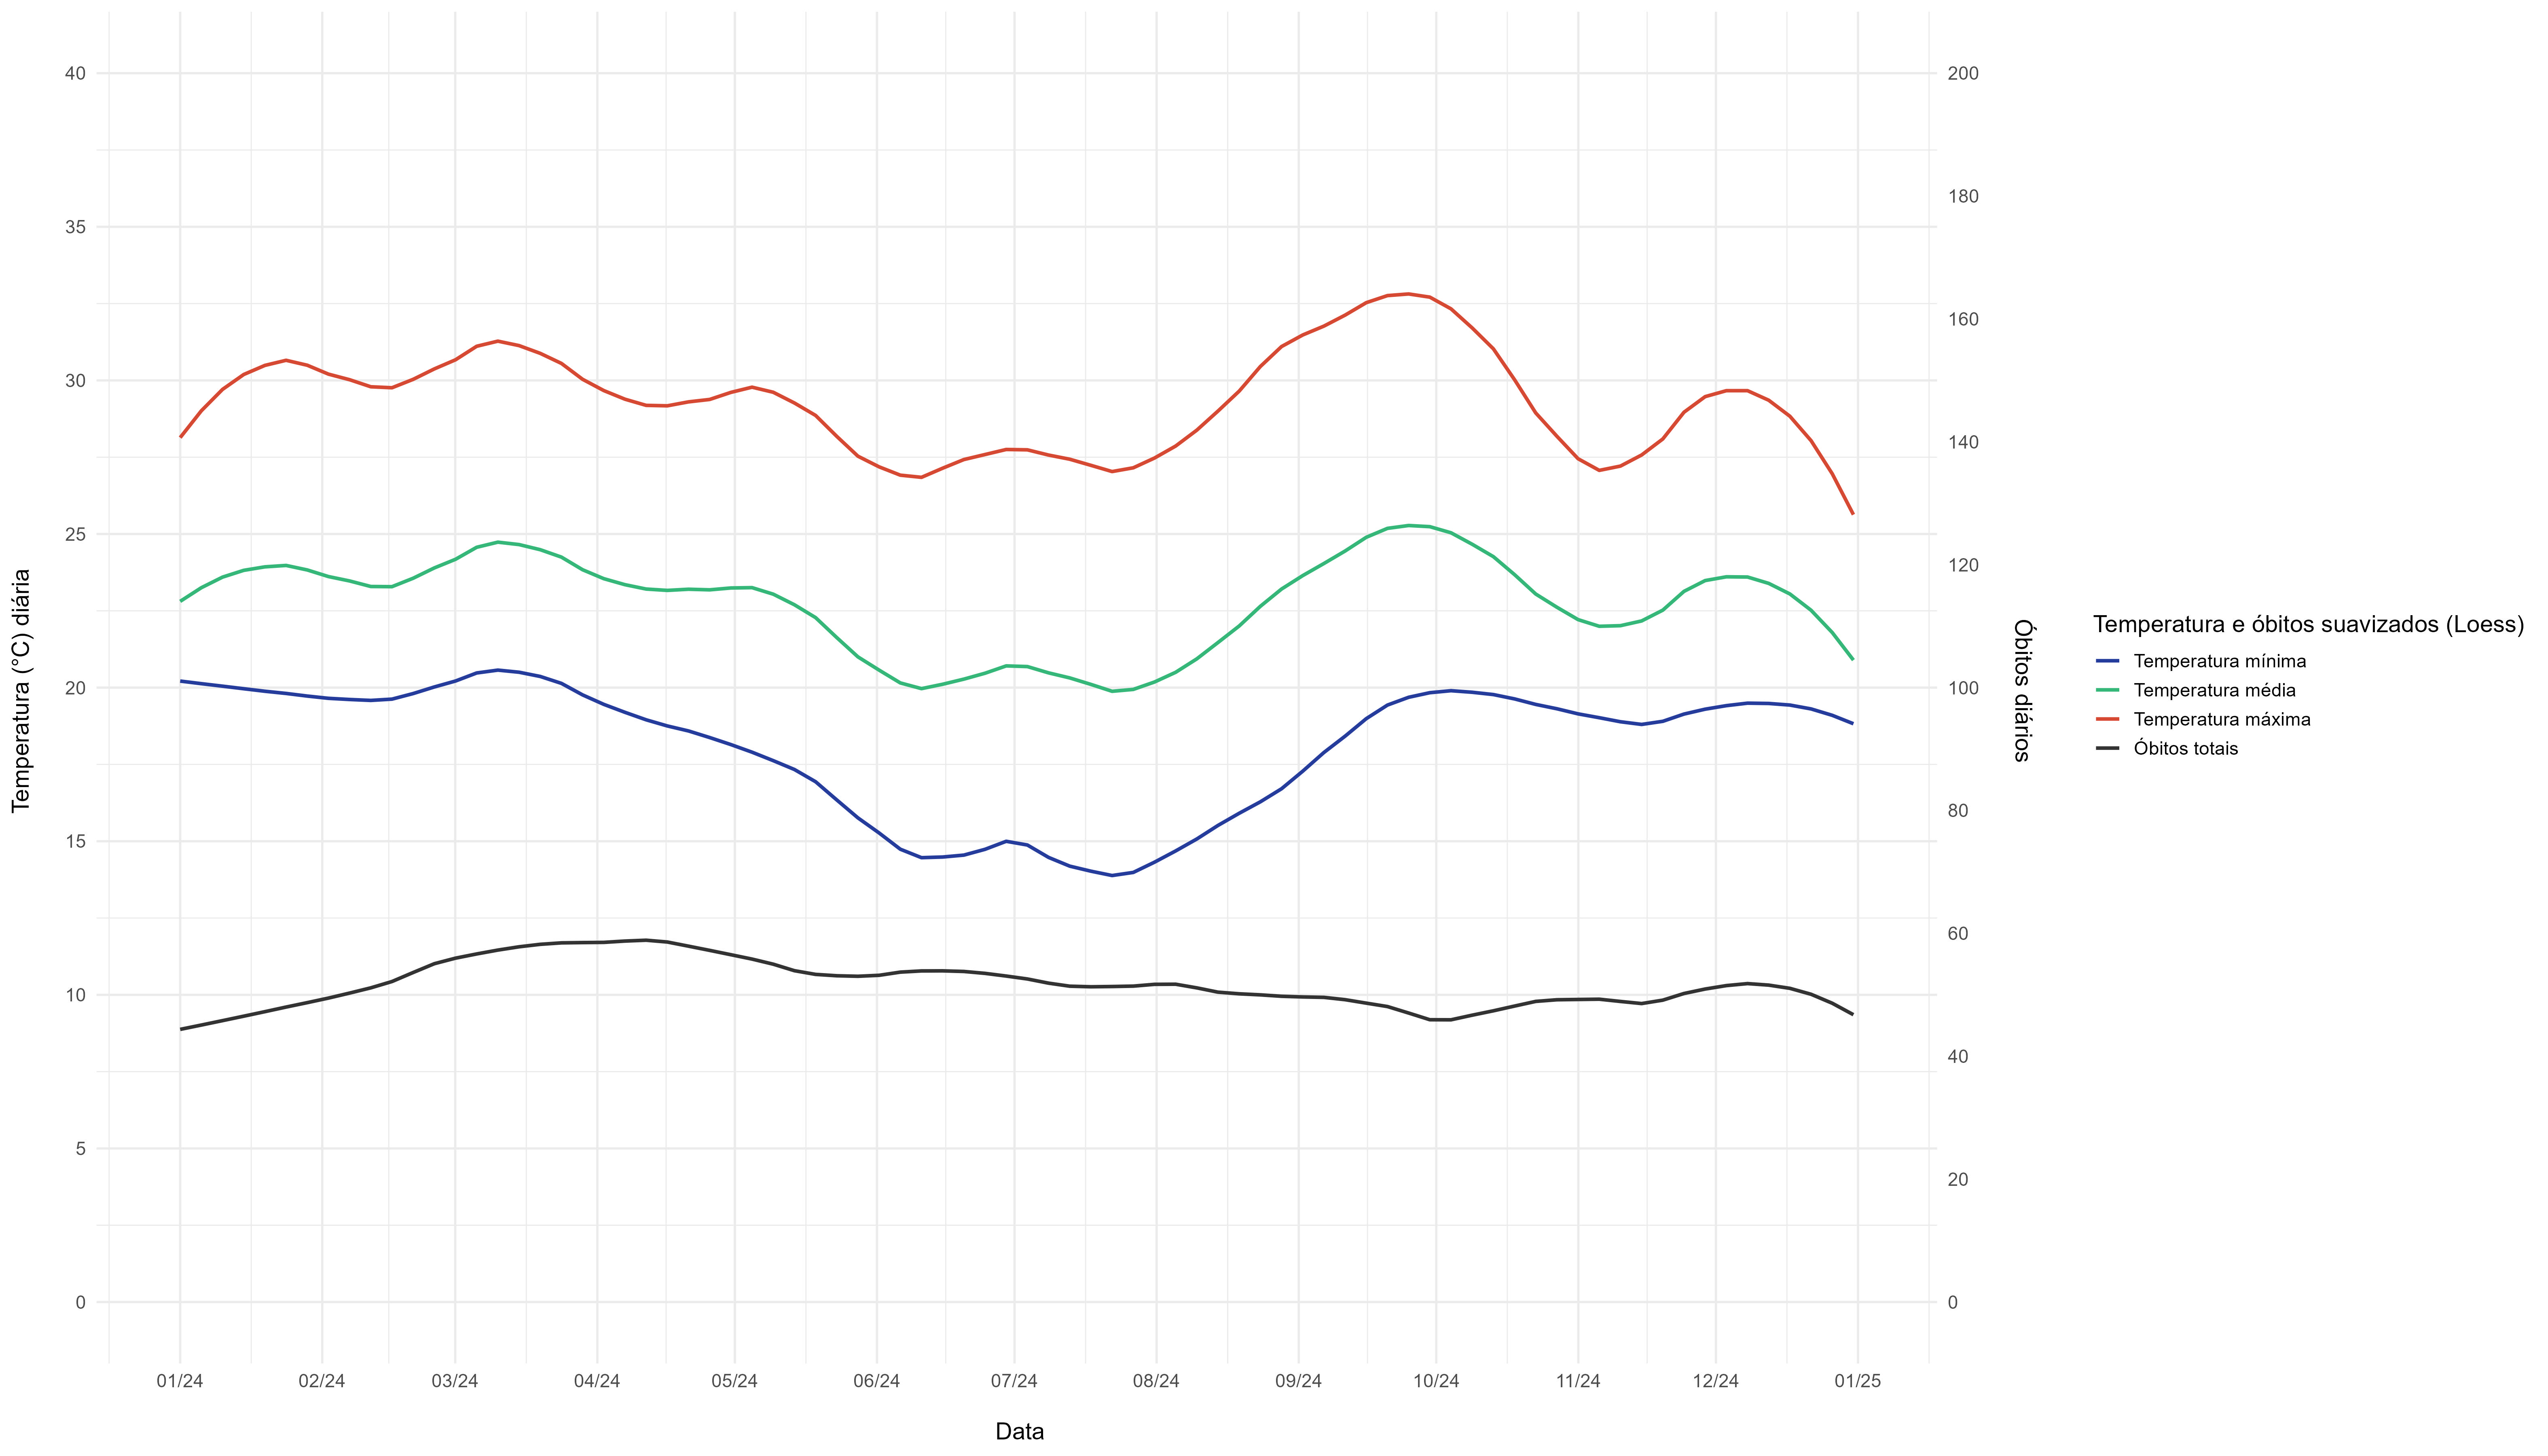 Temperatura (°C) diária
40
35
30
25
20
15
10
5
0
200
180
160
140
120
100
80
60
40
20
0
Óbitos diários
01/24 02/24 03/24 04/24 05/24 06/24 07/24 08/24 09/24 10/24 11/24 12/24 01/25
Data
Temperatura e óbitos suavizados (Loess)
Temperatura mínima
Temperatura média
Temperatura máxima
Óbitos totais